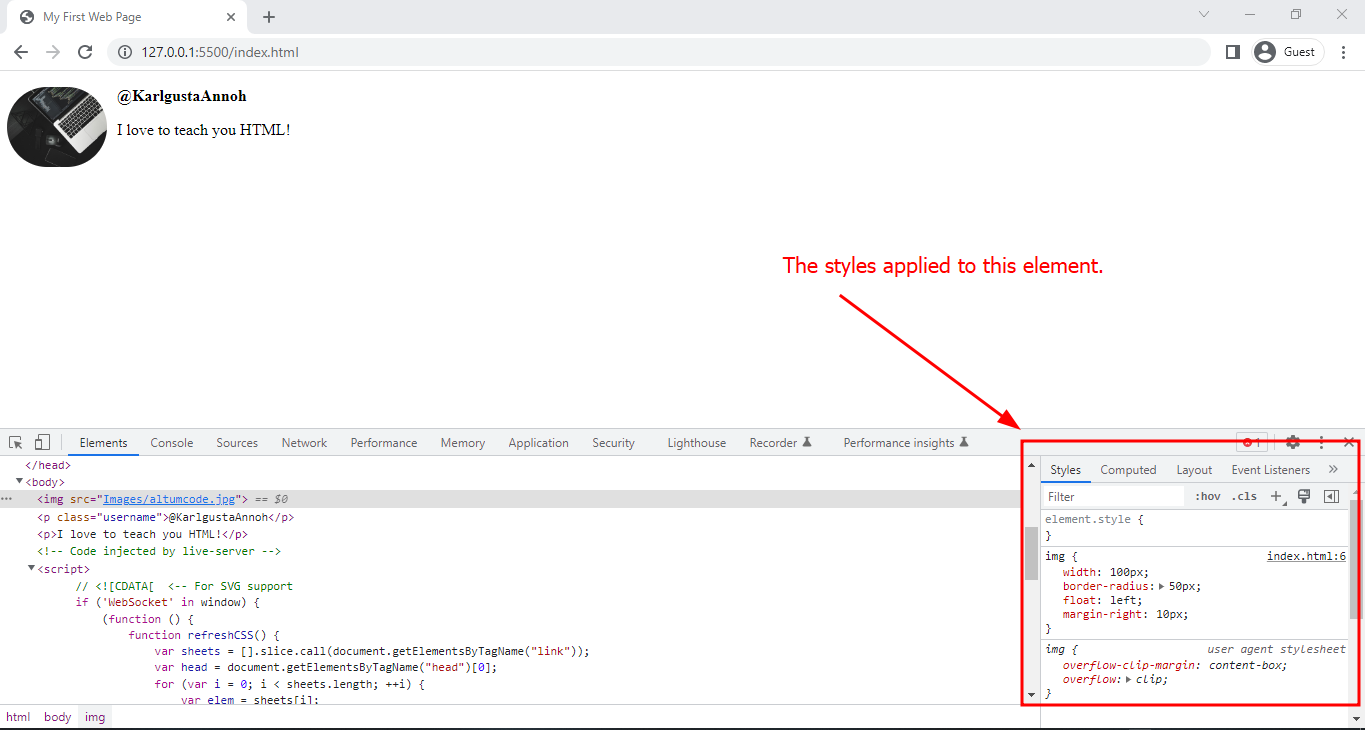 My First Web Page
127.0.0.1:5500/index.html
Guest
@KarlgustaAnnoh
I love to teach you HTML!
The styles applied to this element.
Elements Console Sources Network Performance Memory Application Security Lighthouse Recorder Performance insights 1
</head>
<body>
<img src="Images/altumcode.jpg"> == $0
<p class="username">@KarlgustaAnnoh</p>
<p>I love to teach you HTML!</p>
<!-- Code injected by live-server -->
<script>
// <![CDATA[ <-- For SVG support
if ('WebSocket' in window) {
(function () {
function refreshCSS() {
var sheets = [].slice.call(document.getElementsByTagName("link"));
var head = document.getElementsByTagName("head")[0];
for (var i = 0; i < sheets.length; ++i) {
var elem = sheets[i];
html body img
Styles Computed Layout Event Listeners »
Filter :hov .cls +
element.style {
}
img { index.html:6
width: 100px;
border-radius: 50px;
float: left;
margin-right: 10px;
}
img { user agent stylesheet
overflow-clip-margin: content-box;
overflow: clip;
}